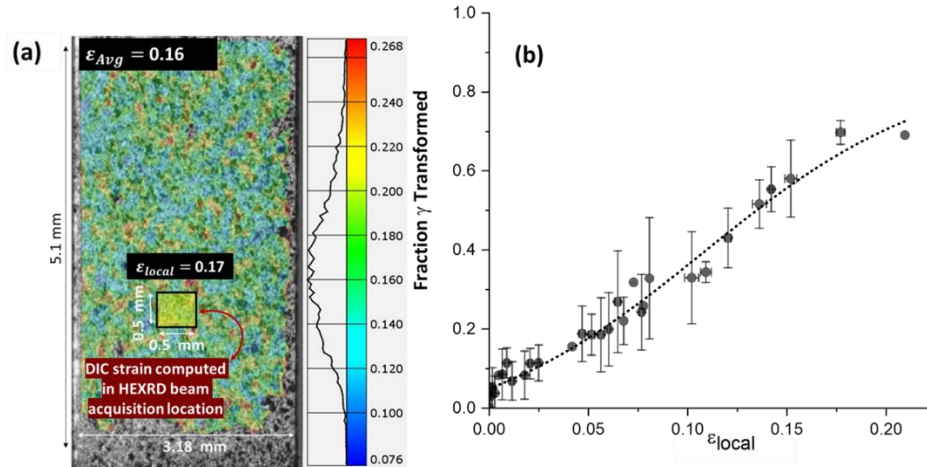 (a)
ε_Avg = 0.16
5.1 mm
ε_local = 0.17
0.5 mm
0.5 mm
DIC strain computed
in HEXRD beam
acquisition location
3.18 mm
0.268
0.240
0.220
0.200
0.180
0.160
0.140
0.120
0.100
0.076
(b)
Fraction γ Transformed
1.0
0.8
0.6
0.4
0.2
0.0
0.00
0.05
0.10
0.15
0.20
ε_local